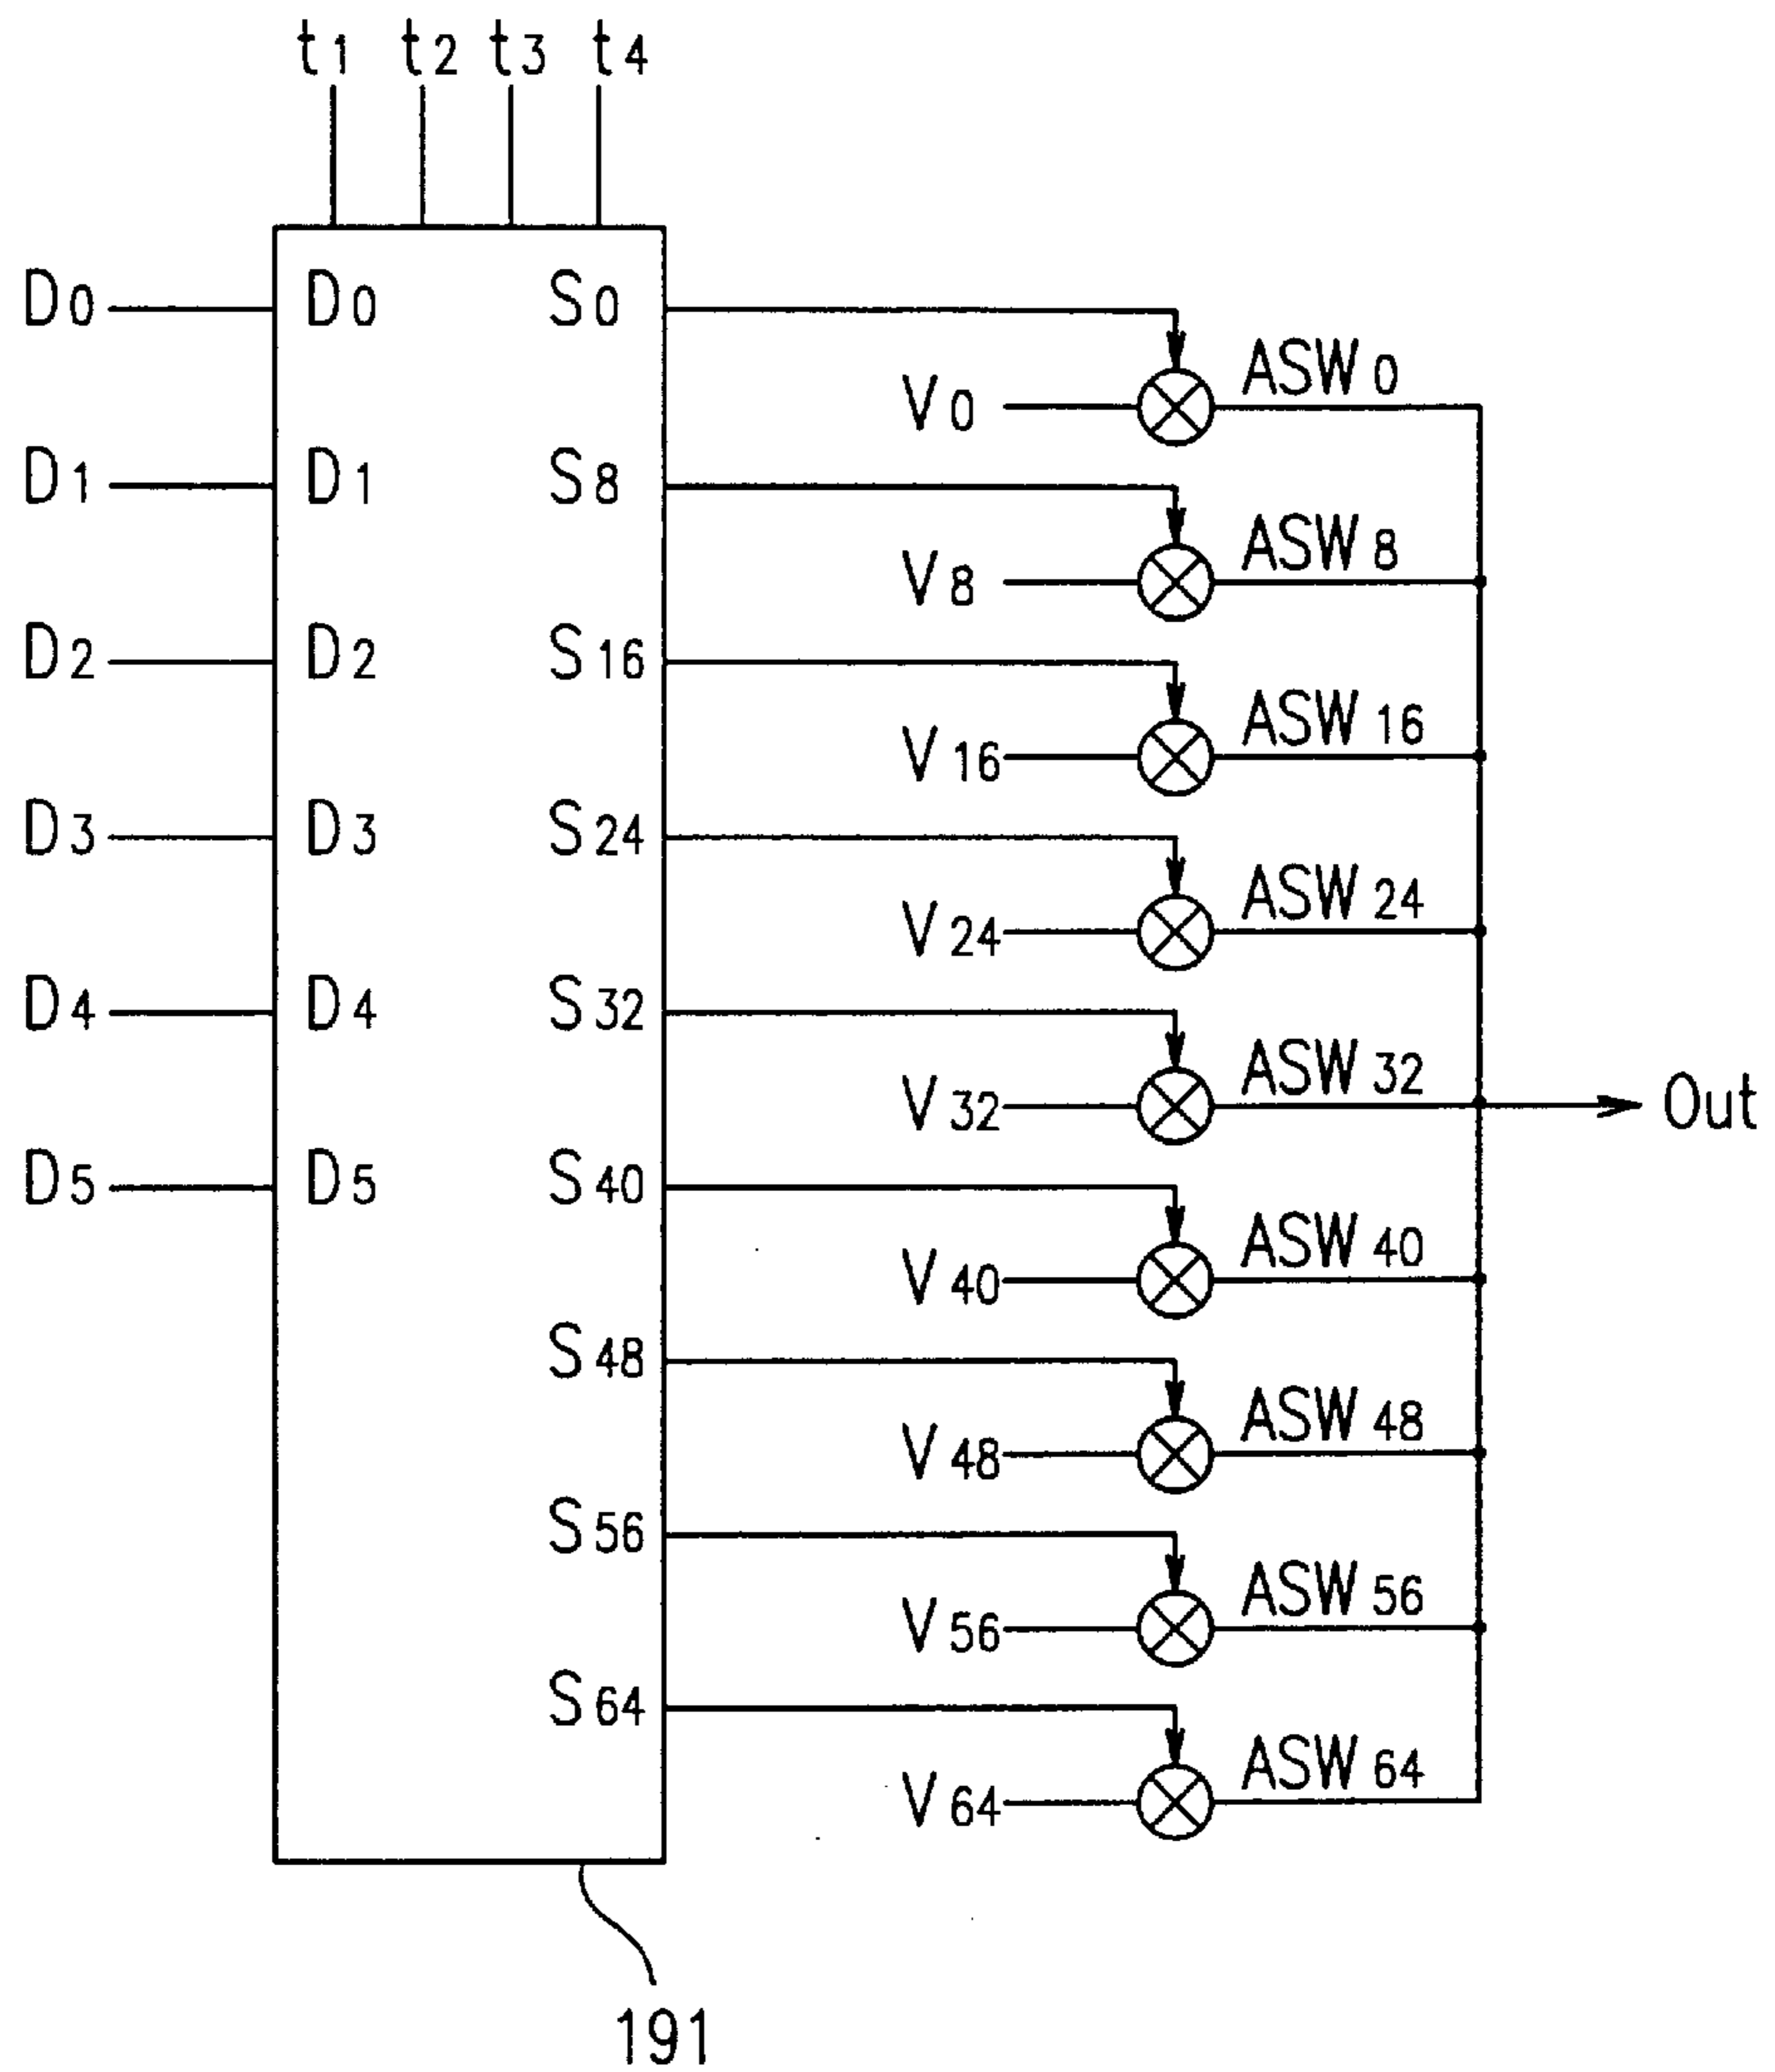 t1 t2 t3 t4
D0 D0 S0
V0 ASW0
D1 D1 S8
V8 ASW8
D2 D2 S16
V16 ASW16
D3 D3 S24
V24 ASW24
D4 D4 S32
V32 ASW32 Out
D5 D5 S40
V40 ASW40
S48
V48 ASW48
S56
V56 ASW56
S64
V64 ASW64
191